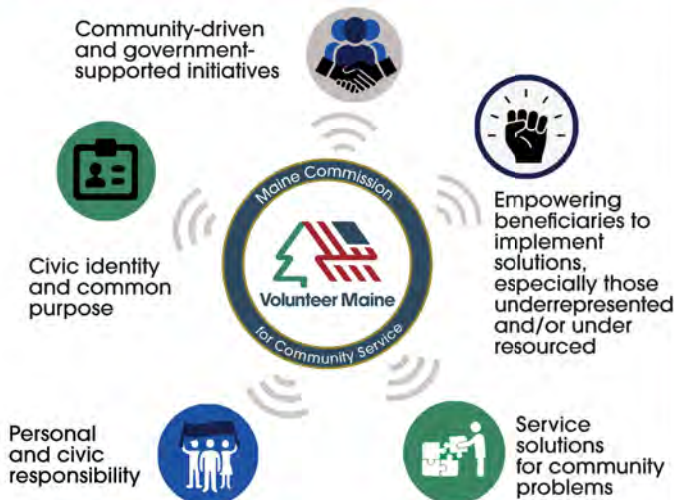 Community-driven
and government-
supported initiatives
Empowering
beneficiaries to
implement
solutions,
especially those
underrepresented
and/or under
resourced
Service
solutions
for community
problems
Personal
and civic
responsibility
Civic identity
and common
purpose
Maine Commission
Volunteer Maine
for Community Service